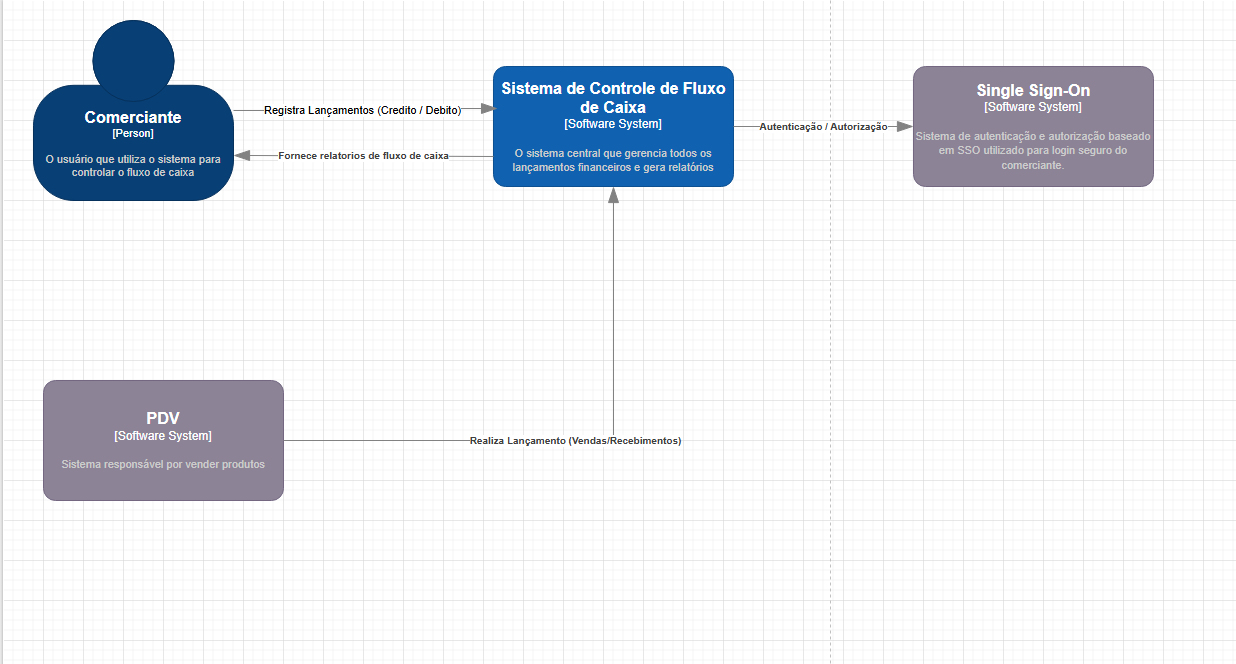 Comerciante
[Person]
O usuário que utiliza o sistema para
controlar o fluxo de caixa
Registra Lançamentos (Credito / Debito)
Fornece relatorios de fluxo de caixa
Sistema de Controle de Fluxo
de Caixa
[Software System]
O sistema central que gerencia todos os
lançamentos financeiros e gera relatórios
Autenticação / Autorização
Single Sign-On
[Software System]
Sistema de autenticação e autorização baseado
em SSO utilizado para login seguro do
comerciante.
PDV
[Software System]
Sistema responsável por vender produtos
Realiza Lançamento (Vendas/Recebimentos)